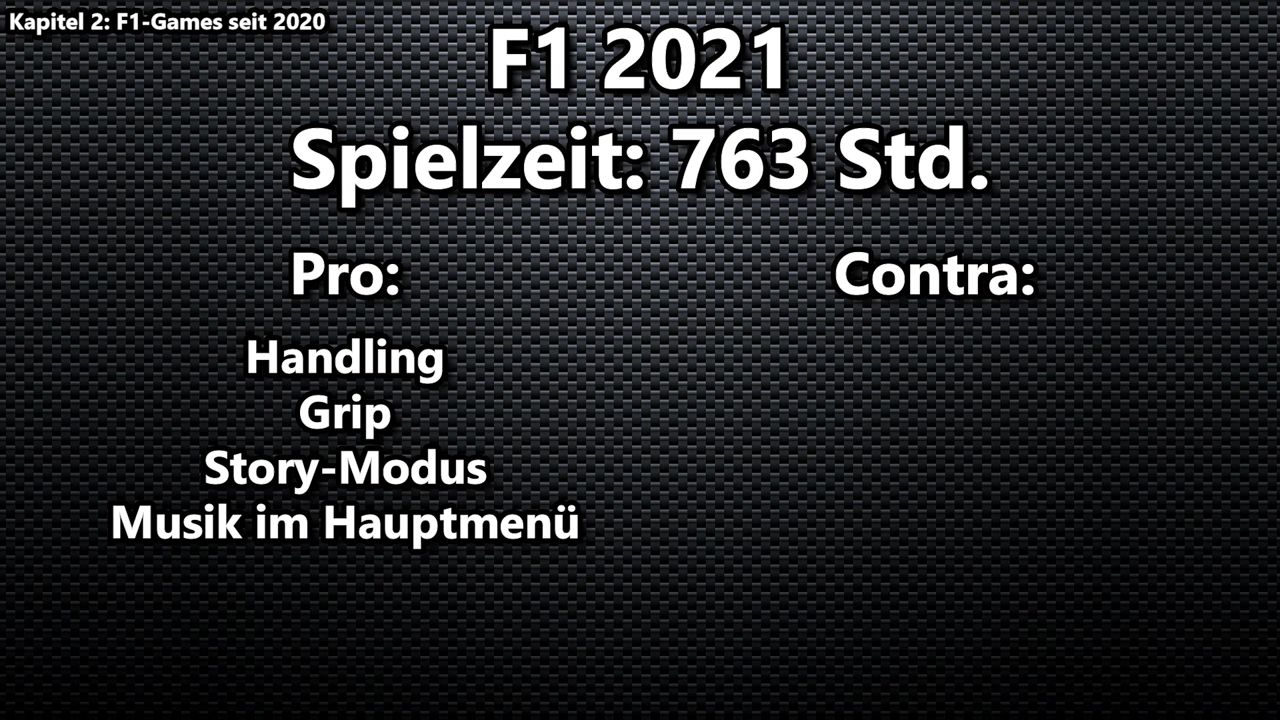 Kapitel 2: F1-Games seit 2020
F1 2021
Spielzeit: 763 Std.
Pro:
Handling
Grip
Story-Modus
Musik im Hauptmenü
Contra: